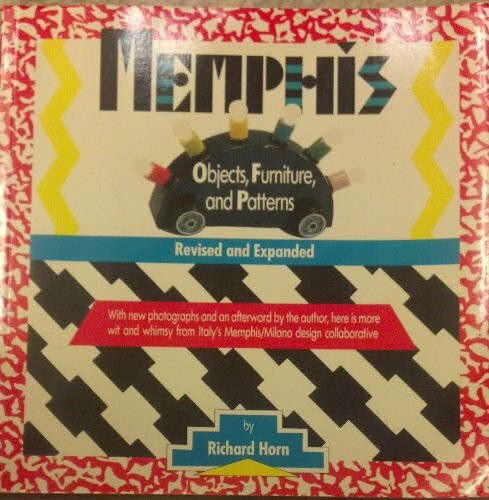 MEMPHiS
Objects, Furniture,
and Patterns
Revised and Expanded
With new photographs and an afterword by the author, here is more
wit and whimsy from Italy's Memphis/Milano design collaborative
by
Richard Horn